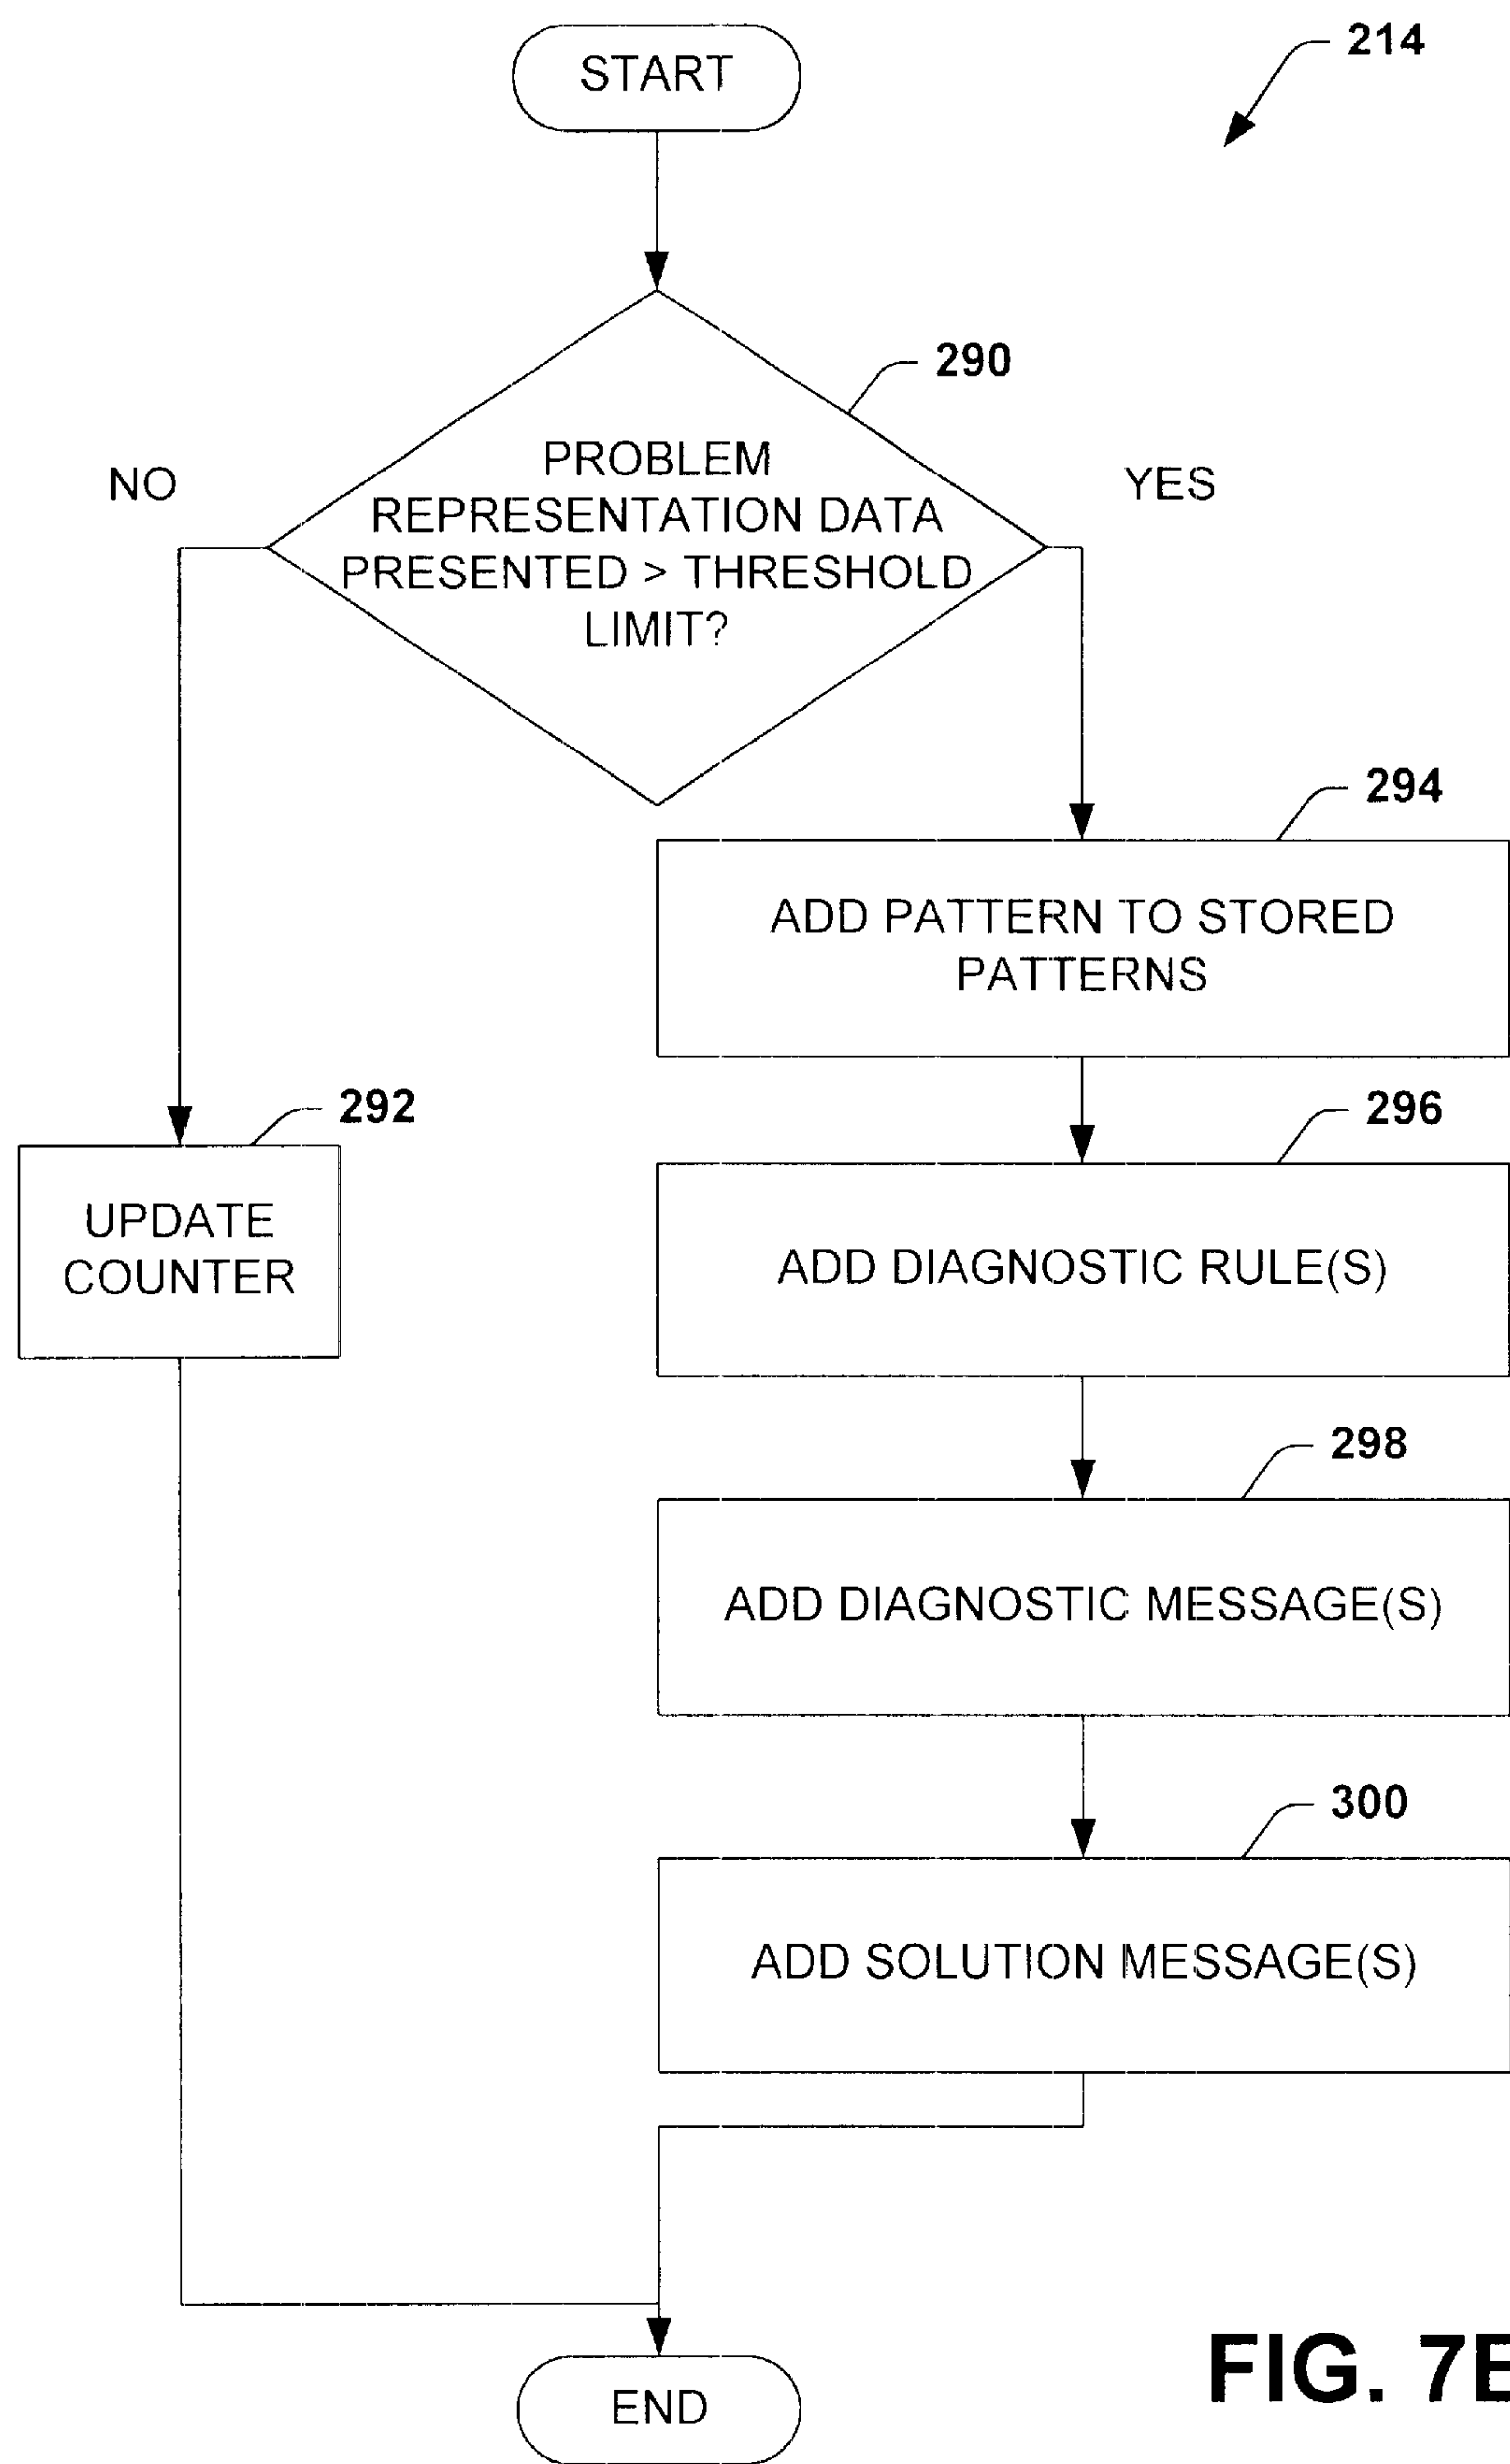 START
214
290
PROBLEM
REPRESENTATION DATA
PRESENTED > THRESHOLD
LIMIT?
NO
YES
294
ADD PATTERN TO STORED
PATTERNS
292
UPDATE
COUNTER
296
ADD DIAGNOSTIC RULE(S)
298
ADD DIAGNOSTIC MESSAGE(S)
300
ADD SOLUTION MESSAGE(S)
END
FIG. 7